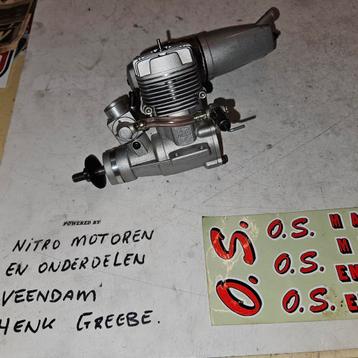 POWERED BY
NITRO MOTOREN
EN ONDERDELEN
VEENDAM
HENK GREEBE.
O.S.
O.S.
O.S.
O.S. E